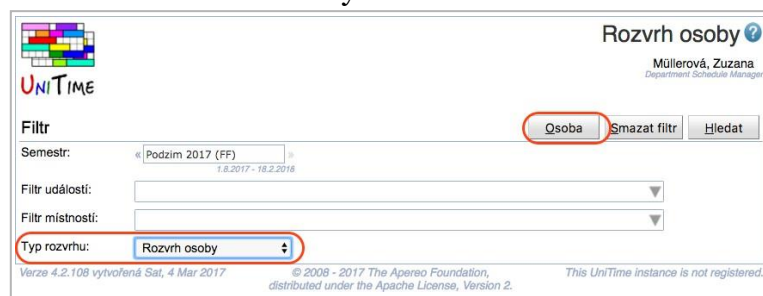 Rozvrh osoby?
UNITIME
Müllerová, Zuzana
Department Schedule Manager
Filtr
Osoba Smazat filtr Hledat
Semestr: « Podzim 2017 (FF) »
1.8.2017 - 18.2.2018
Filtr událostí:
Filtr místností:
Typ rozvrhu: Rozvrh osoby
Verze 4.2.108 vytvořená Sat, 4 Mar 2017 © 2008 - 2017 The Apereo Foundation, This UniTime instance is not registered.
distributed under the Apache License, Version 2.